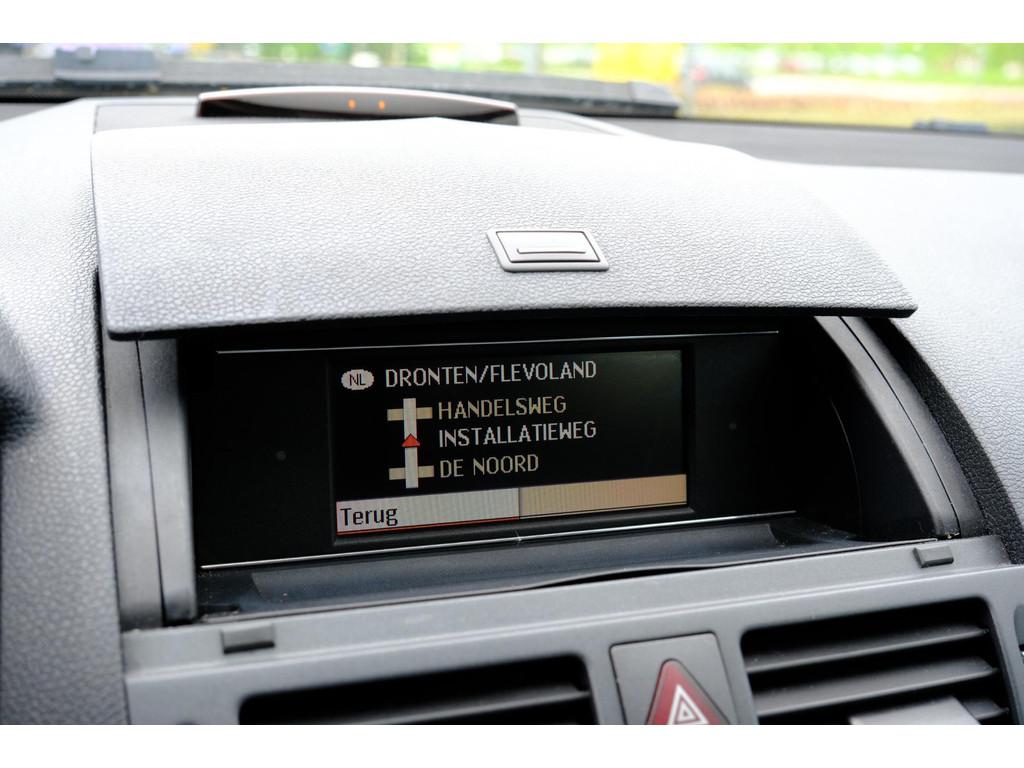 NL DRONTEN/FLEVOLAND
HANDELSWEG
INSTALLATIEWEG
DE NOORD
Terug